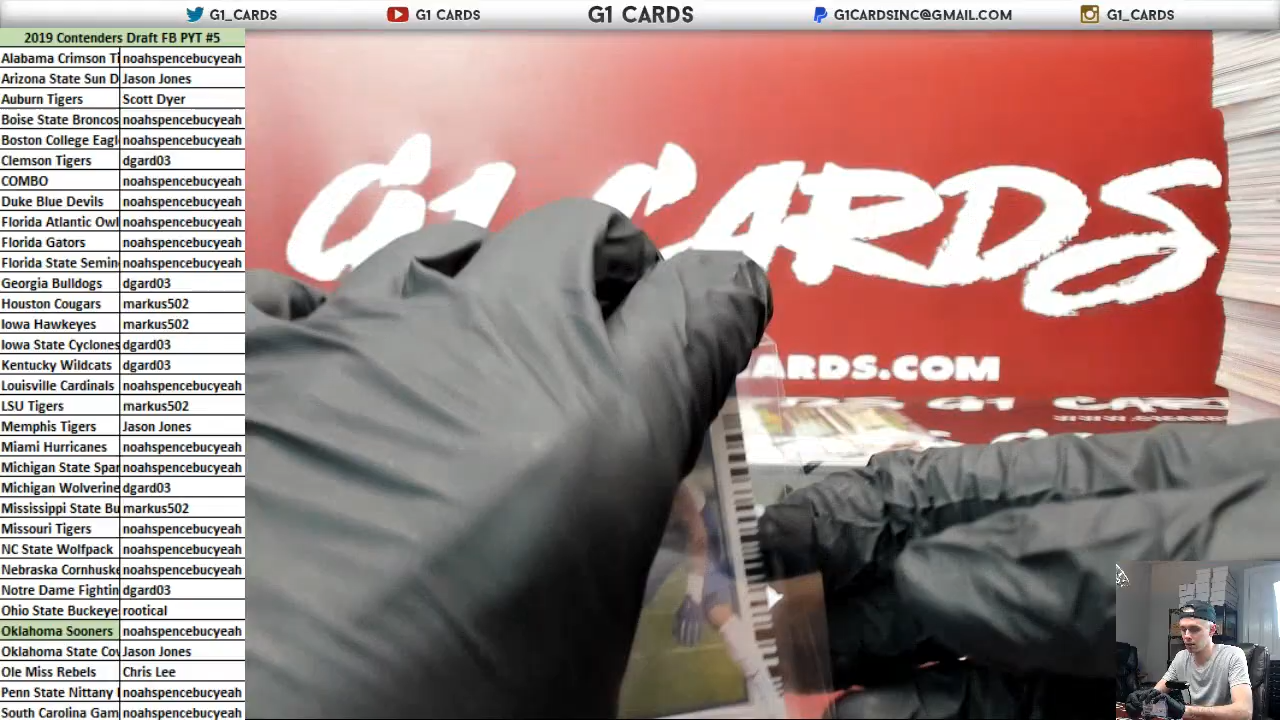 G1_CARDS G1 CARDS G1 CARDS G1CARDSINC@GMAIL.COM G1_CARDS
2019 Contenders Draft FB PYT #5
Alabama Crimson Ti noahspencebucyeah
Arizona State Sun D Jason Jones
Auburn Tigers Scott Dyer
Boise State Broncos noahspencebucyeah
Boston College Eagl noahspencebucyeah
Clemson Tigers dgard03
COMBO noahspencebucyeah
Duke Blue Devils noahspencebucyeah
Florida Atlantic Owl noahspencebucyeah
Florida Gators noahspencebucyeah
Florida State Semin noahspencebucyeah
Georgia Bulldogs dgard03
Houston Cougars markus502
Iowa Hawkeyes markus502
Iowa State Cyclones dgard03
Kentucky Wildcats dgard03
Louisville Cardinals noahspencebucyeah
LSU Tigers markus502
Memphis Tigers Jason Jones
Miami Hurricanes noahspencebucyeah
Michigan State Spar noahspencebucyeah
Michigan Wolverine dgard03
Mississippi State Bu markus502
Missouri Tigers noahspencebucyeah
NC State Wolfpack noahspencebucyeah
Nebraska Cornhuske noahspencebucyeah
Notre Dame Fightin dgard03
Ohio State Buckeye rootical
Oklahoma Sooners noahspencebucyeah
Oklahoma State Cov Jason Jones
Ole Miss Rebels Chris Lee
Penn State Nittany noahspencebucyeah
South Carolina Gam noahspencebucyeah
G1 CARDS
ARDS.COM